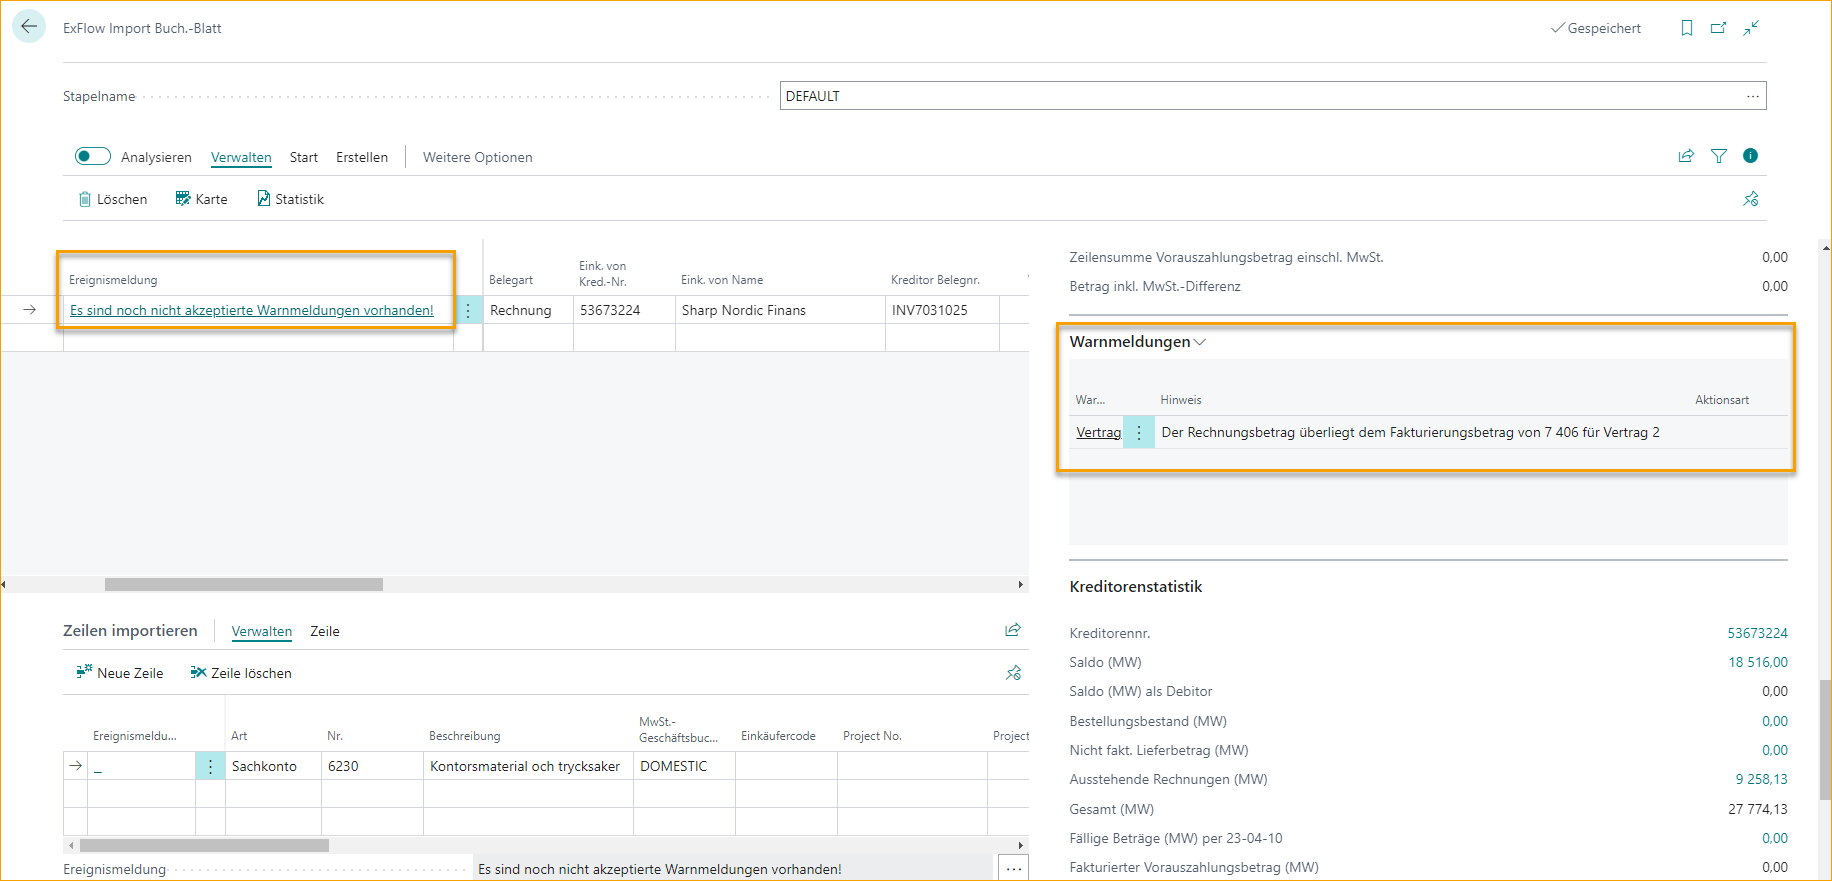 ExFlow Import Buch.-Blatt
Gespeichert
Stapelname
DEFAULT
Analysieren
Verwalten
Start
Erstellen
Weitere Optionen
Löschen
Karte
Statistik
Ereignismeldung
Belegart
Eink. von
Kred.-Nr.
Eink. von Name
Kreditor Belegnr.
Es sind noch nicht akzeptierte Warnmeldungen vorhanden!
Rechnung
53673224
Sharp Nordic Finans
INV7031025
Zeilensumme Vorauszahlungsbetrag einschl. MwSt.
0,00
Betrag inkl. MwSt.-Differenz
0,00
Warnmeldungen
War...
Hinweis
Aktionsart
Vertrag
Der Rechnungsbetrag überliegt dem Fakturierungsbetrag von 7 406 für Vertrag 2
Zeilen importieren
Verwalten
Zeile
Neue Zeile
Zeile löschen
Ereignismeldu...
Art
Nr.
Beschreibung
MwSt.-
Geschäftsbuc...
Einkäufercode
Project No.
Project
_
Sachkonto
6230
Kontorsmaterial och trycksaker
DOMESTIC
Ereignismeldung
Es sind noch nicht akzeptierte Warnmeldungen vorhanden!
Kreditorenstatistik
Kreditorennr.
53673224
Saldo (MW)
18 516,00
Saldo (MW) als Debitor
0,00
Bestellungsbestand (MW)
0,00
Nicht fakt. Lieferbetrag (MW)
0,00
Ausstehende Rechnungen (MW)
9 258,13
Gesamt (MW)
27 774,13
Fällige Beträge (MW) per 23-04-10
0,00
Fakturierter Vorauszahlungsbetrag (MW)
0,00